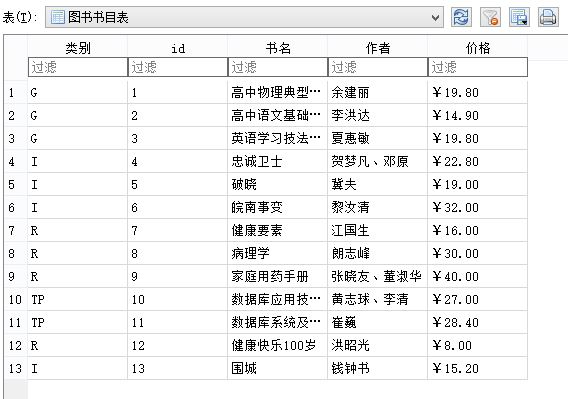 表(T): 图书书目表
类别 id 书名 作者 价格
过滤 过滤 过滤 过滤 过滤
1 G 1 高中物理典型… 余建丽 ￥19.80
2 G 2 高中语文基础… 李洪达 ￥14.90
3 G 3 英语学习技法… 夏惠敏 ￥19.80
4 I 4 忠诚卫士 贺梦凡、邓原 ￥22.80
5 I 5 破晓 冀夫 ￥19.00
6 I 6 皖南事变 黎汝清 ￥32.00
7 R 7 健康要素 江国生 ￥16.00
8 R 8 病理学 朗志峰 ￥30.00
9 R 9 家庭用药手册 张晓友、董淑华 ￥40.00
10 TP 10 数据库应用技… 黄志球、李清 ￥27.00
11 TP 11 数据库系统及… 崔巍 ￥28.40
12 R 12 健康快乐100岁 洪昭光 ￥8.00
13 I 13 围城 钱钟书 ￥15.20